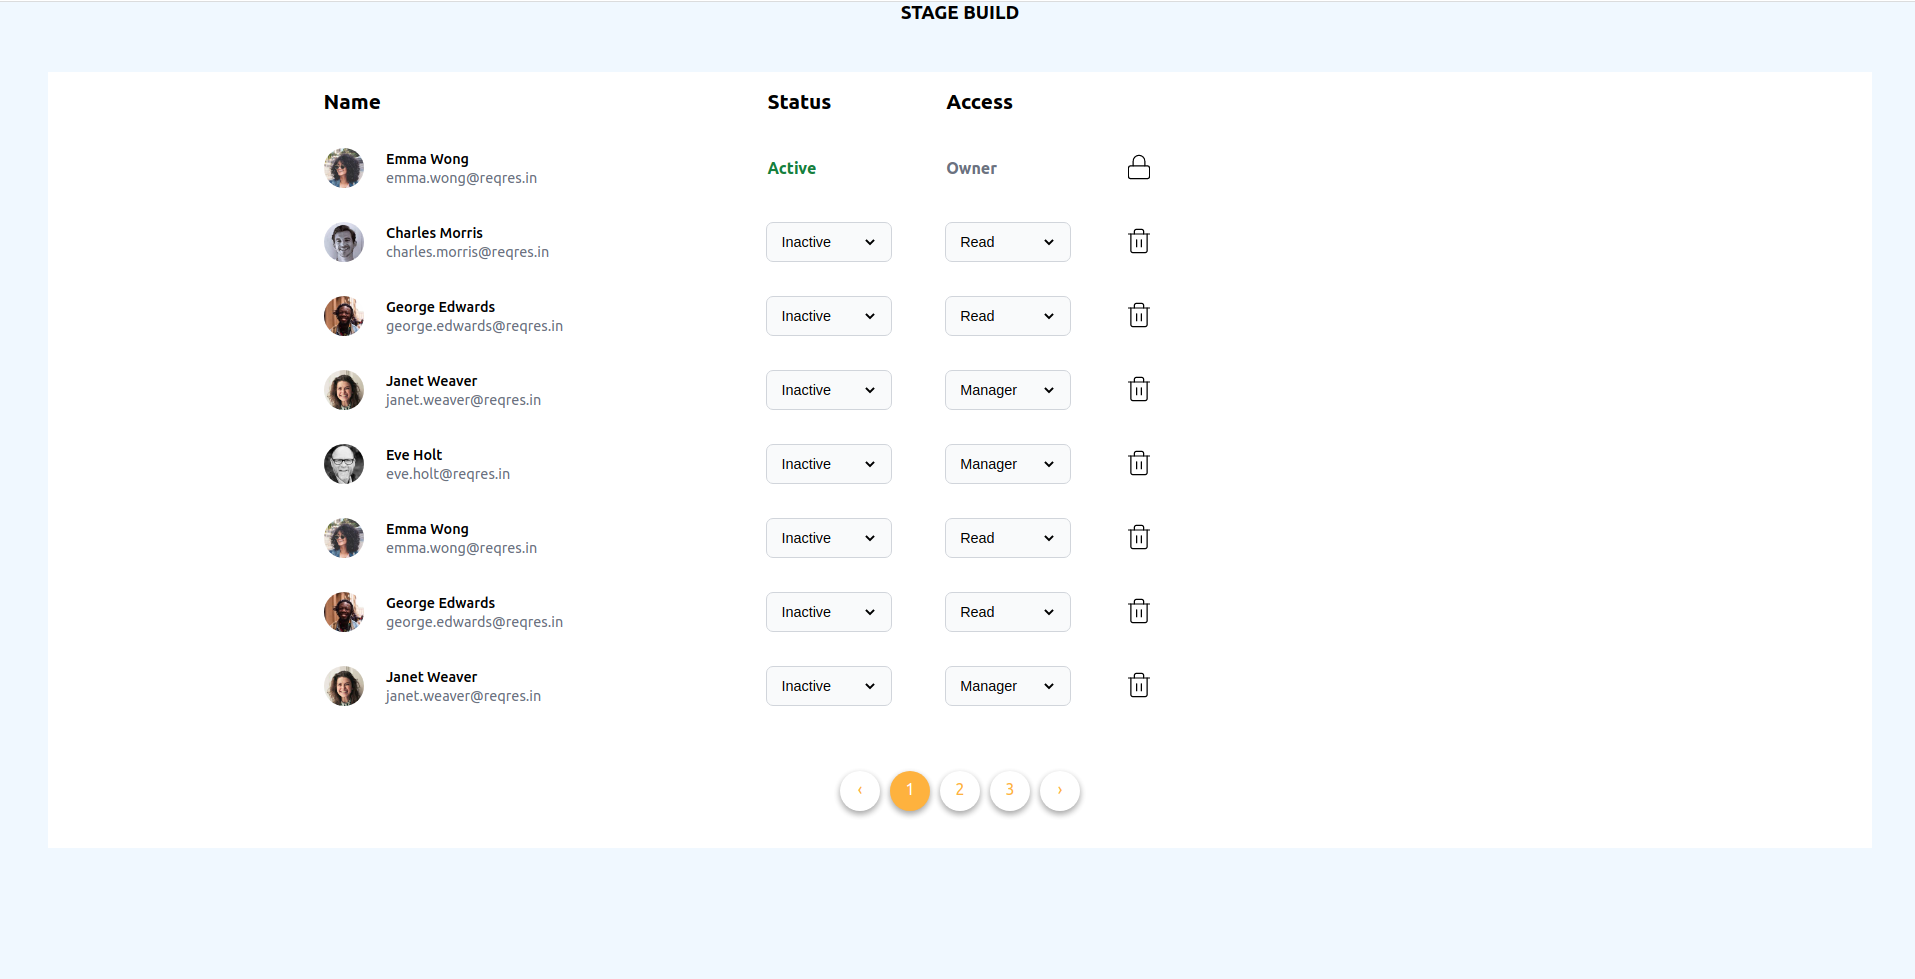 STAGE BUILD
Name Status Access
Emma Wong
emma.wong@reqres.in
Active Owner
Charles Morris
charles.morris@reqres.in
Inactive Read
George Edwards
george.edwards@reqres.in
Inactive Read
Janet Weaver
janet.weaver@reqres.in
Inactive Manager
Eve Holt
eve.holt@reqres.in
Inactive Manager
Emma Wong
emma.wong@reqres.in
Inactive Read
George Edwards
george.edwards@reqres.in
Inactive Read
Janet Weaver
janet.weaver@reqres.in
Inactive Manager
‹ 1 2 3 ›